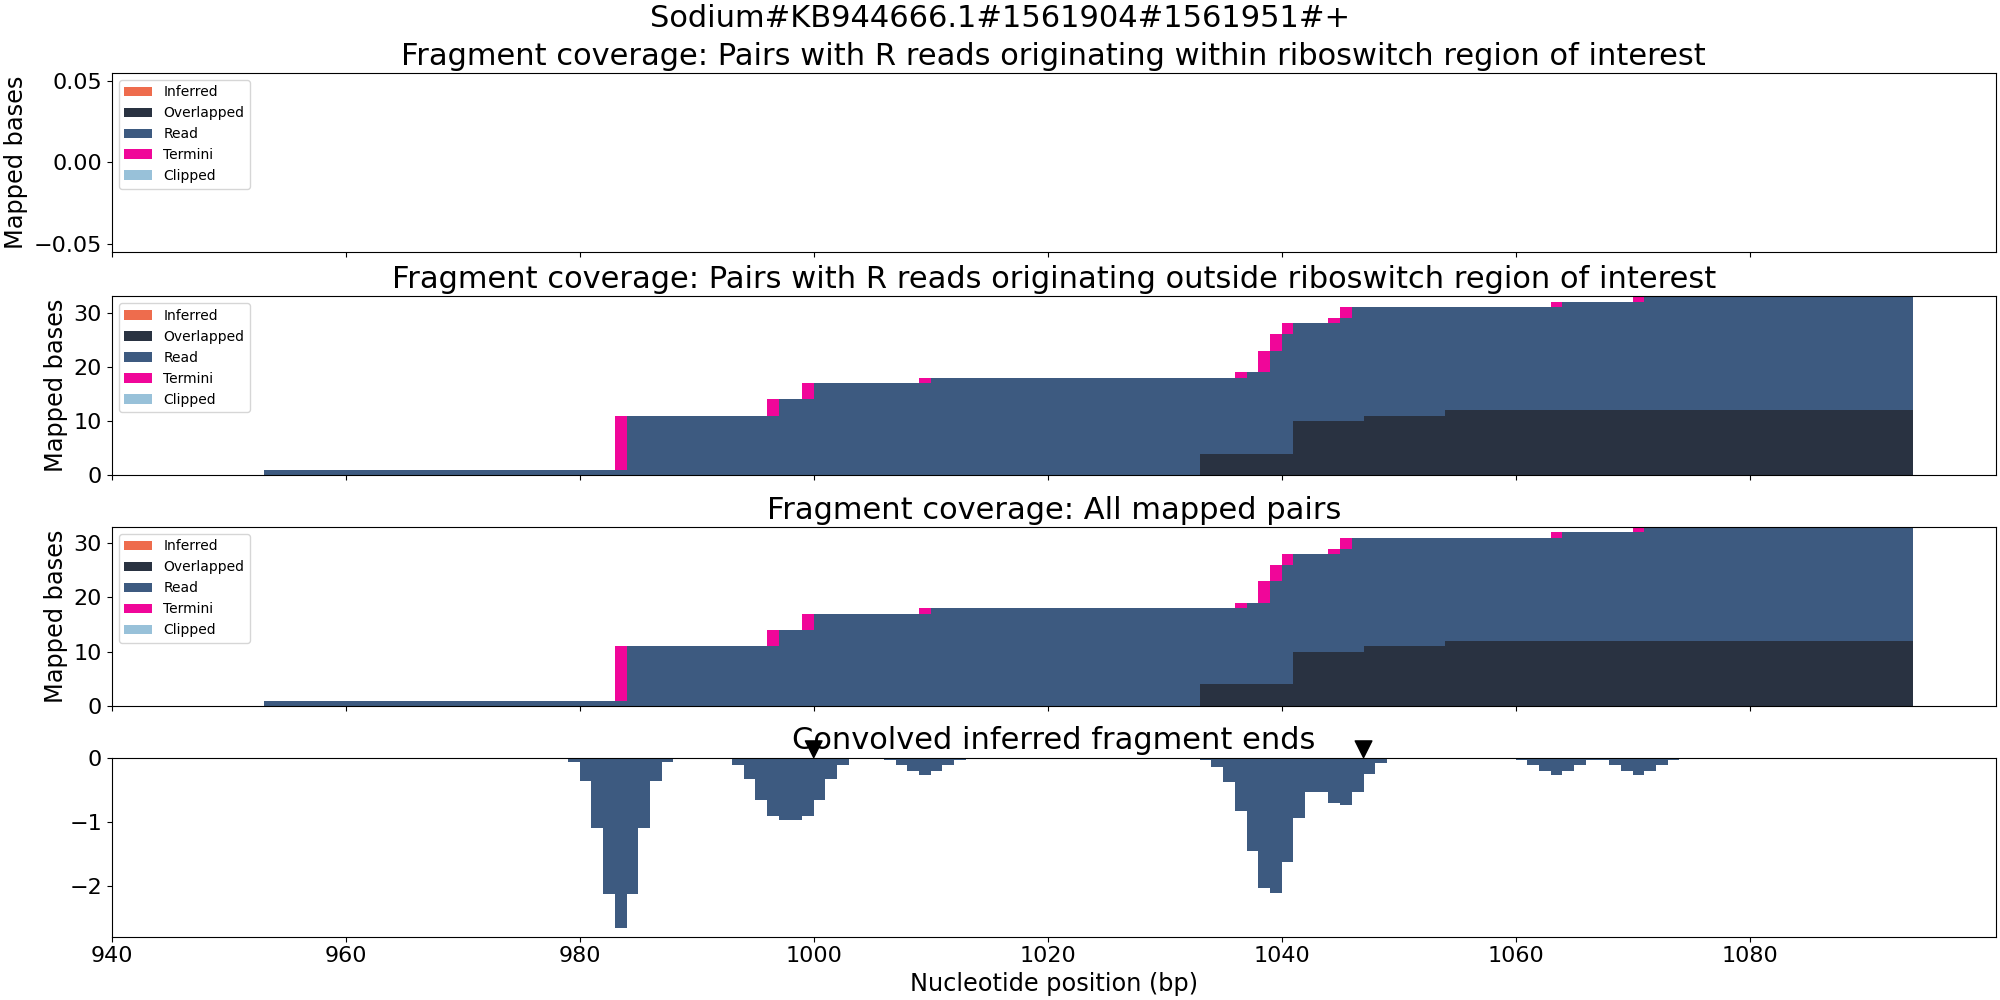 Sodium#KB944666.1#1561904#1561951#+
Fragment coverage: Pairs with R reads originating within riboswitch region of interest
Mapped bases
0.05
0.00
−0.05
Inferred
Overlapped
Read
Termini
Clipped
Fragment coverage: Pairs with R reads originating outside riboswitch region of interest
Mapped bases
30
20
10
0
Inferred
Overlapped
Read
Termini
Clipped
Fragment coverage: All mapped pairs
Mapped bases
30
20
10
0
Inferred
Overlapped
Read
Termini
Clipped
Convolved inferred fragment ends
0
−1
−2
940 960 980 1000 1020 1040 1060 1080
Nucleotide position (bp)